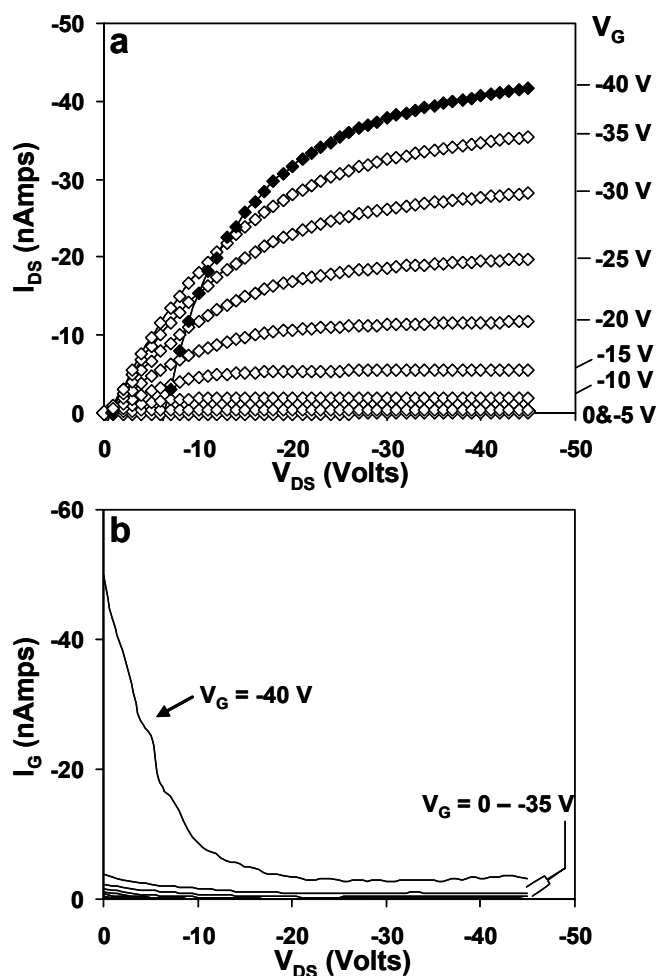 a
V_G
-50
-40
-30
-20
-10
0
I_DS (nAmps)
-40 V
-35 V
-30 V
-25 V
-20 V
-15 V
-10 V
0&-5 V
0 -10 -20 -30 -40 -50
V_DS (Volts)
b
-60
-40
-20
0
I_G (nAmps)
V_G = -40 V
V_G = 0 – -35 V
0 -10 -20 -30 -40 -50
V_DS (Volts)